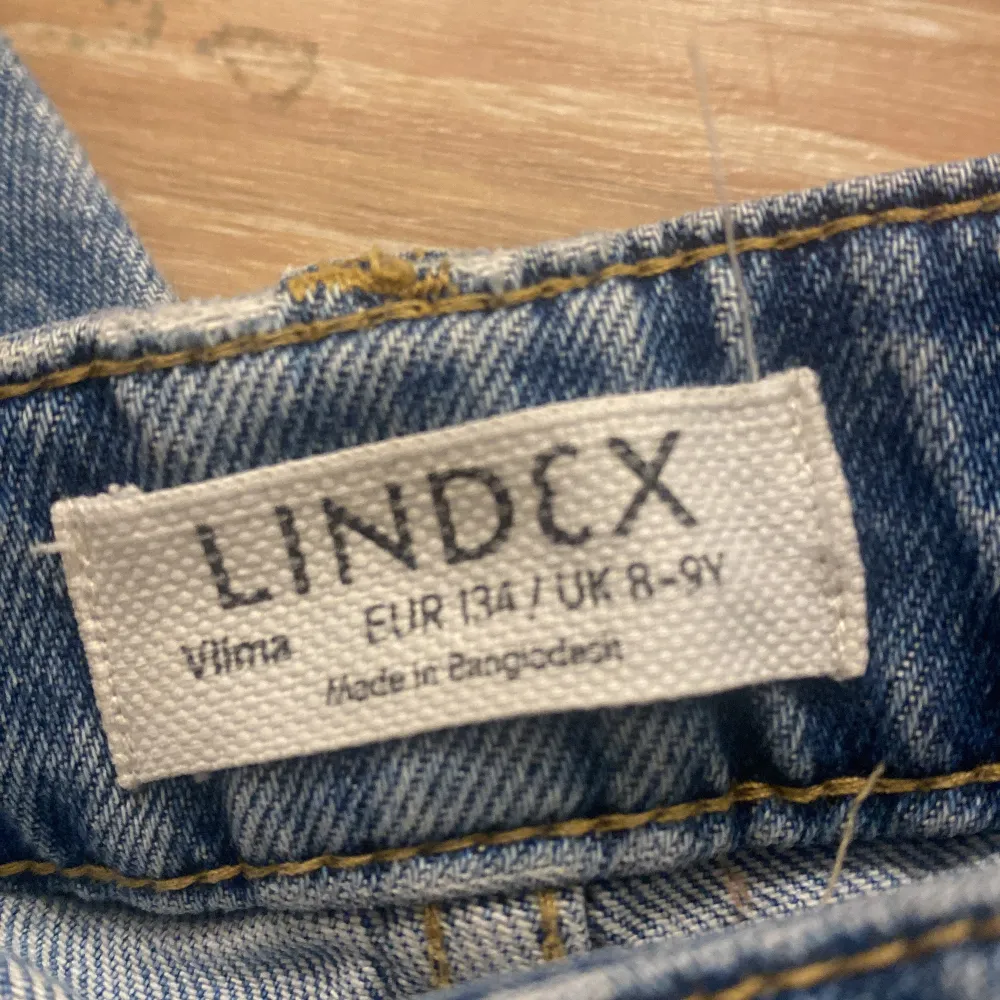 LINDEX
Vilma EUR 134 / UK 8-9Y
Made in Bangladesh